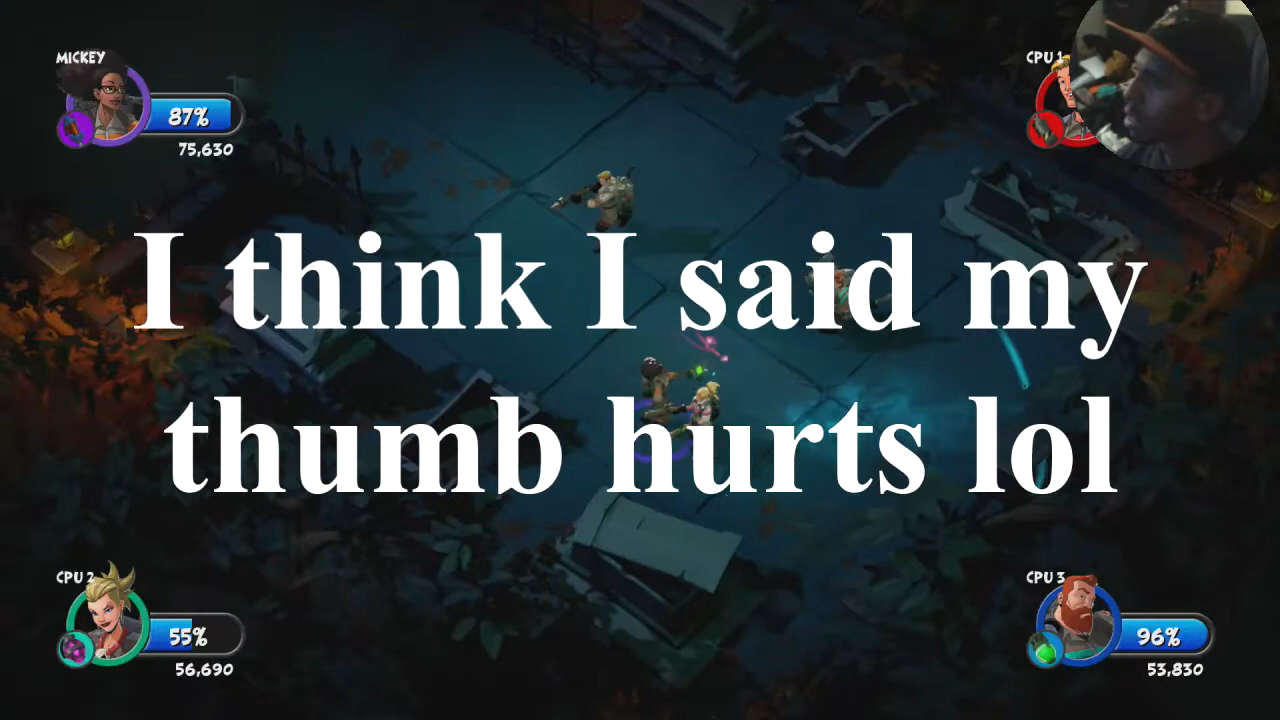 MICKEY
87%
75,630
CPU 1
I think I said my
thumb hurts lol
CPU 2
55%
56,690
CPU 3
96%
53,830